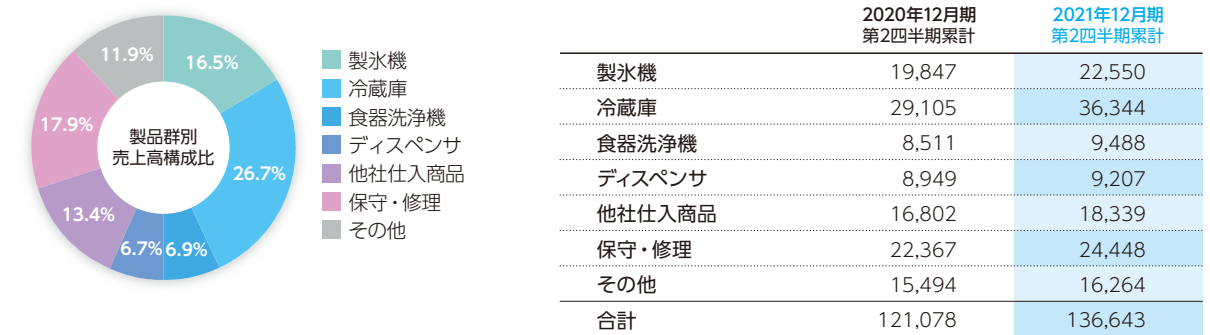 製品群別
売上高構成比
16.5%
26.7%
6.9%
6.7%
13.4%
17.9%
11.9%
製氷機
冷蔵庫
食器洗浄機
ディスペンサ
他社仕入商品
保守・修理
その他
2020年12月期 2021年12月期
第2四半期累計 第2四半期累計
製氷機 19,847 22,550
冷蔵庫 29,105 36,344
食器洗浄機 8,511 9,488
ディスペンサ 8,949 9,207
他社仕入商品 16,802 18,339
保守・修理 22,367 24,448
その他 15,494 16,264
合計 121,078 136,643